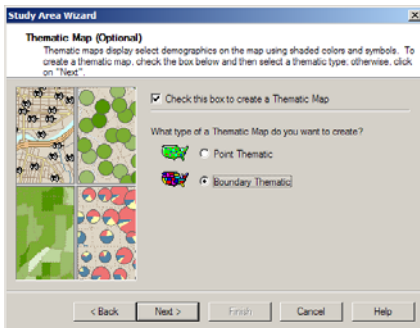 Study Area Wizard
Thematic Map (Optional)
Thematic maps display select demographics on the map using shaded colors and symbols. To
create a thematic map, check the box below and then select a thematic type; otherwise, click
on "Next".
Check this box to create a Thematic Map
What type of a Thematic Map do you want to create?
Point Thematic
Boundary Thematic
< Back
Next >
Finish
Cancel
Help